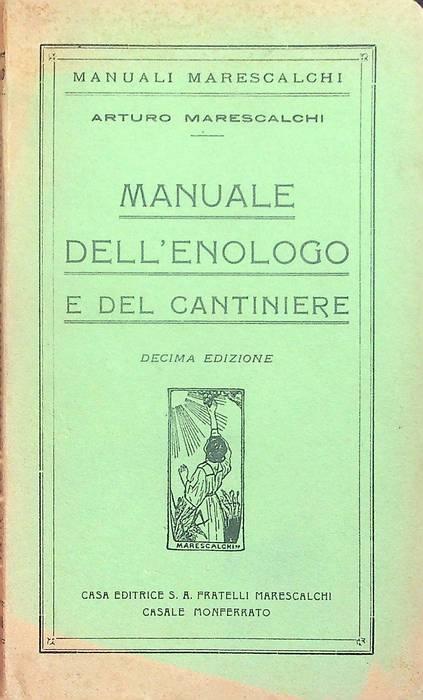 MANUALI MARESCALCHI
ARTURO MARESCALCHI
MANUALE
DELL'ENOLOGO
E DEL CANTINIERE
DECIMA EDIZIONE
MARESCALCHI
CASA EDITRICE S. A. FRATELLI MARESCALCHI
CASALE MONFERRATO